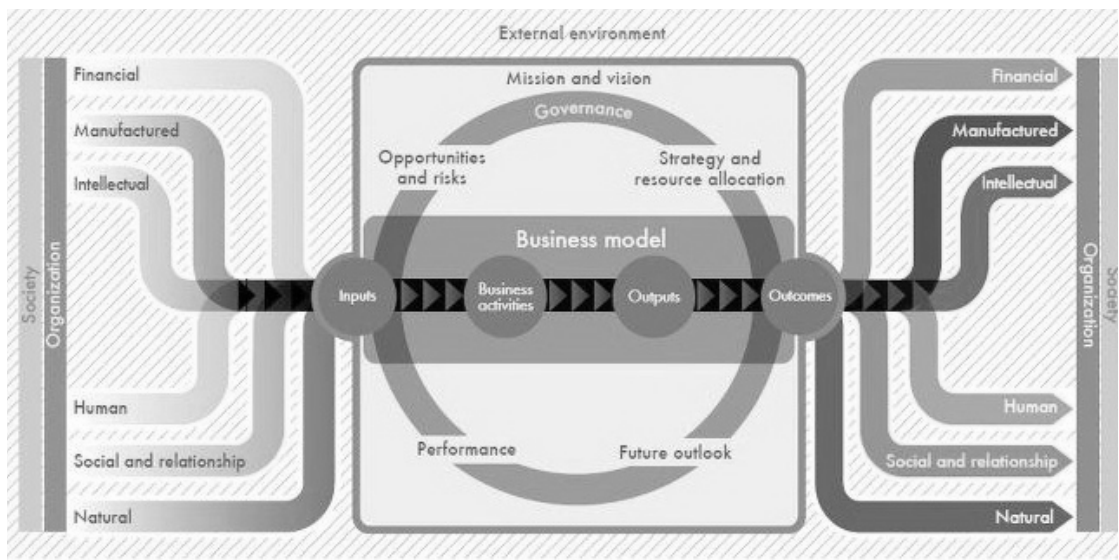 External environment
Society
Organization
Financial
Manufactured
Intellectual
Human
Social and relationship
Natural
Mission and vision
Governance
Opportunities
and risks
Strategy and
resource allocation
Business model
Inputs
Business
activities
Outputs
Outcomes
Performance
Future outlook
Financial
Manufactured
Intellectual
Human
Social and relationship
Natural
Organization
Society